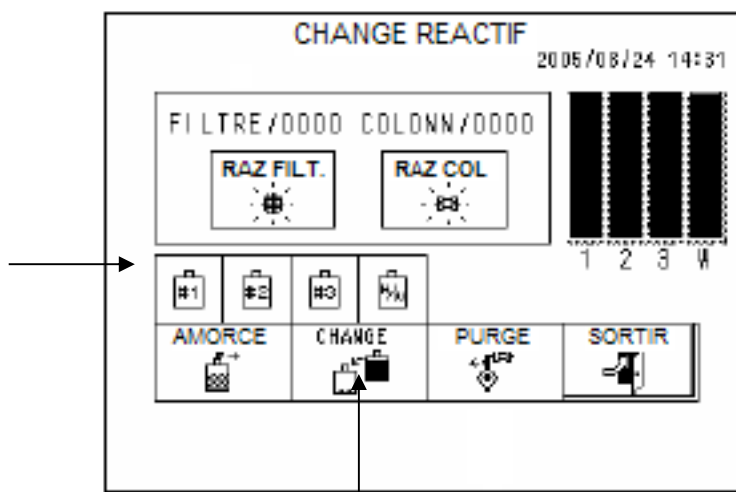 CHANGE REACTIF
2005/08/24 14:31
FILTRE/0000 COLONN/0000
RAZ FILT. RAZ COL
1 2 3 W
#1 #2 #3 H/W
AMORCE CHANGE PURGE SORTIR